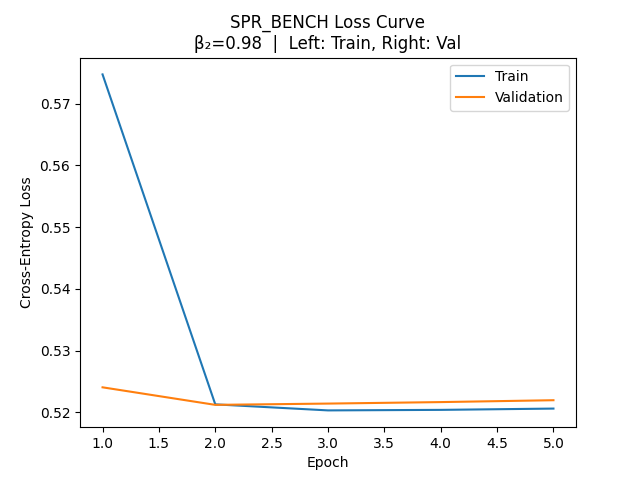 SPR_BENCH Loss Curve
β₂=0.98 | Left: Train, Right: Val
Train
Validation
Cross-Entropy Loss
0.57
0.56
0.55
0.54
0.53
0.52
1.0 1.5 2.0 2.5 3.0 3.5 4.0 4.5 5.0
Epoch